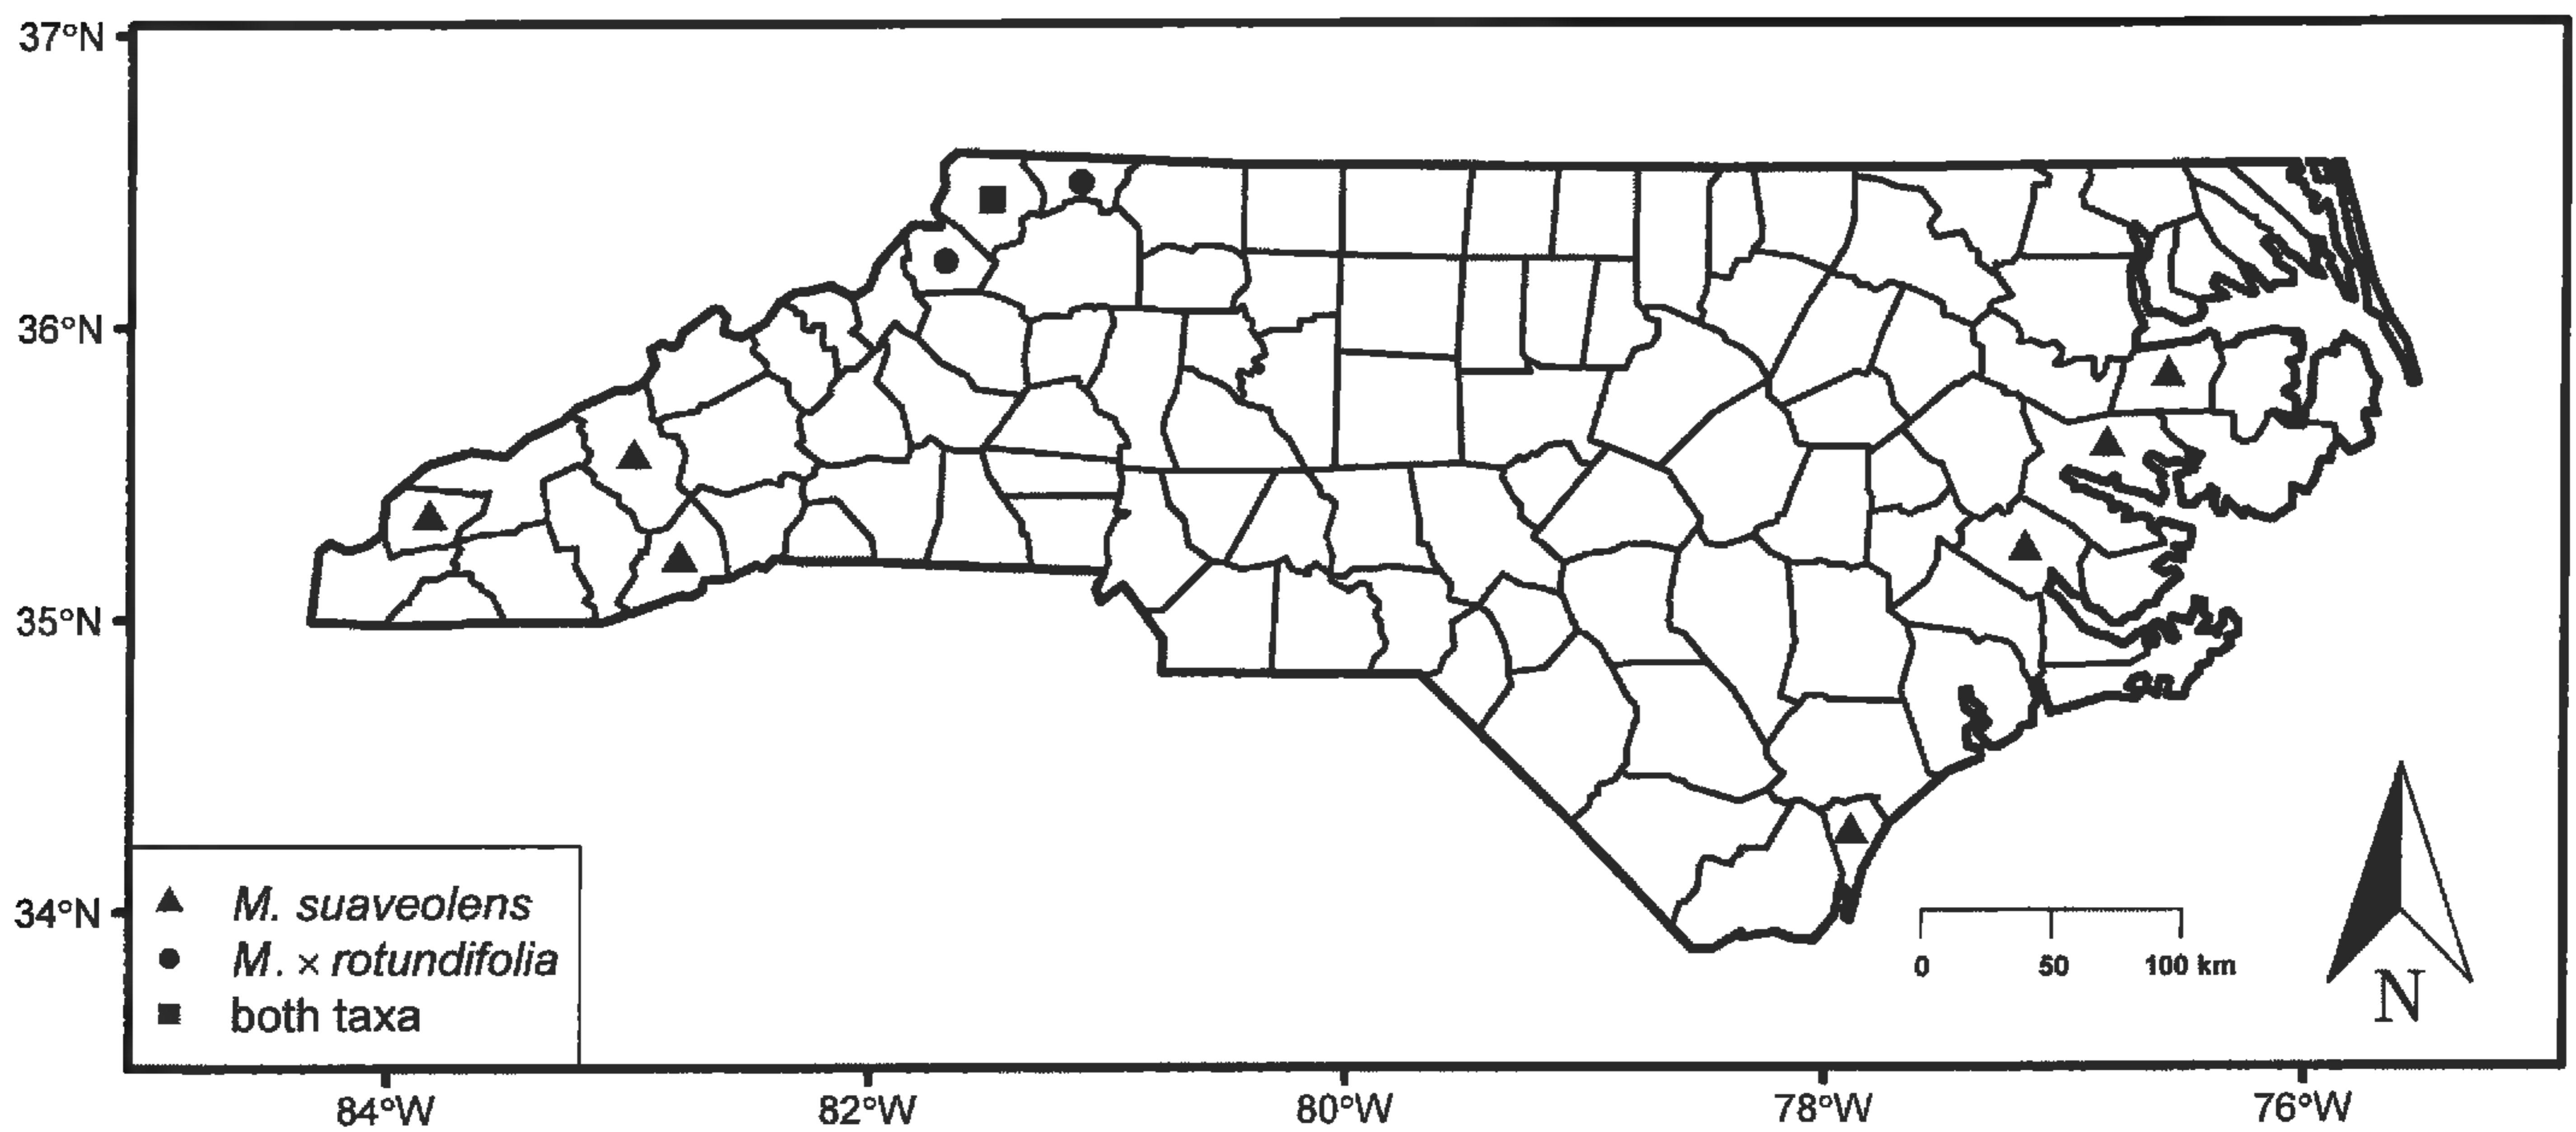 37°N
36°N
35°N
34°N
M. suaveolens
M. × rotundifolia
both taxa
0 50 100 km
N
84°W 82°W 80°W 78°W 76°W